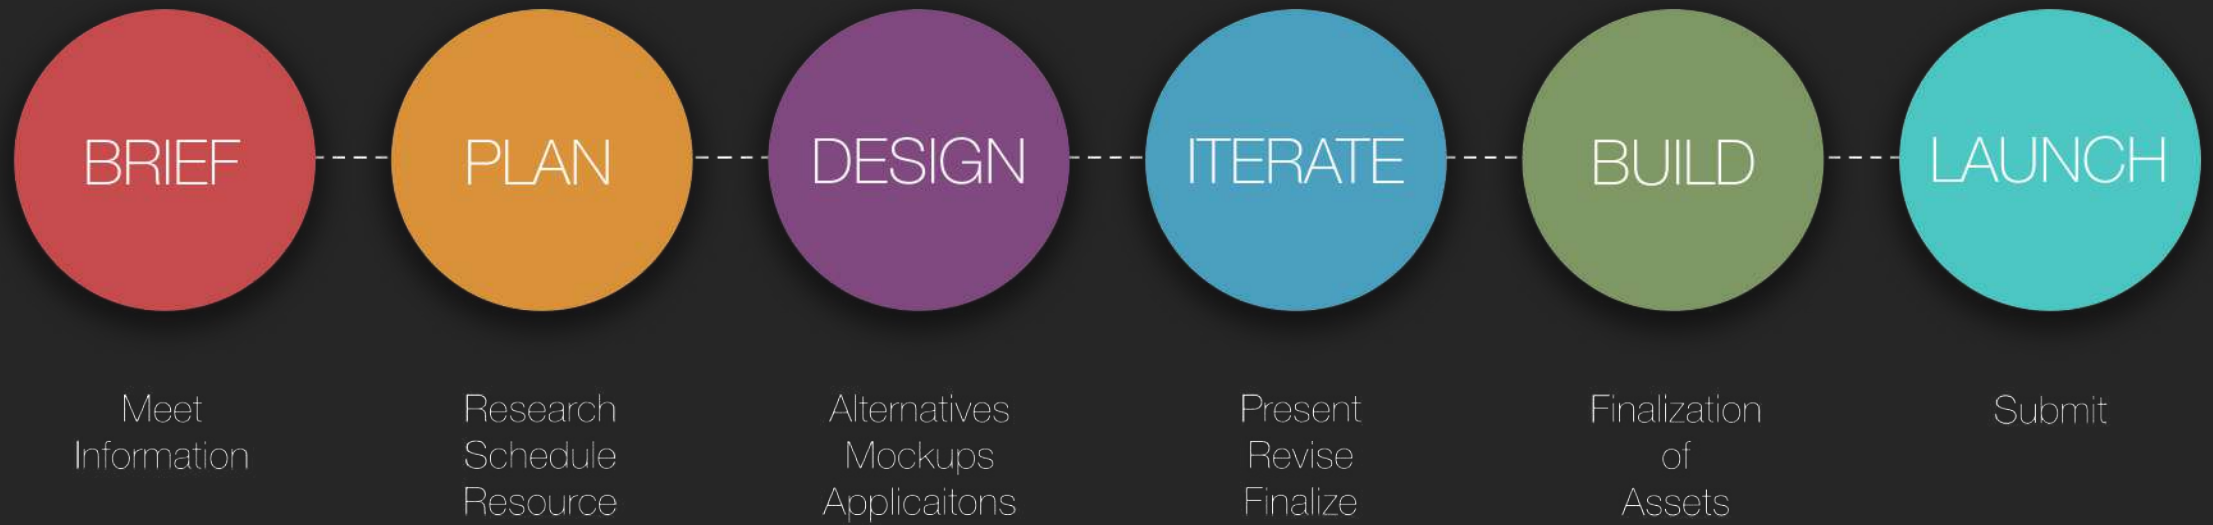 BRIEF
PLAN
DESIGN
ITERATE
BUILD
LAUNCH
Meet
Information
Research
Schedule
Resource
Alternatives
Mockups
Applicaitons
Present
Revise
Finalize
Finalization
of
Assets
Submit